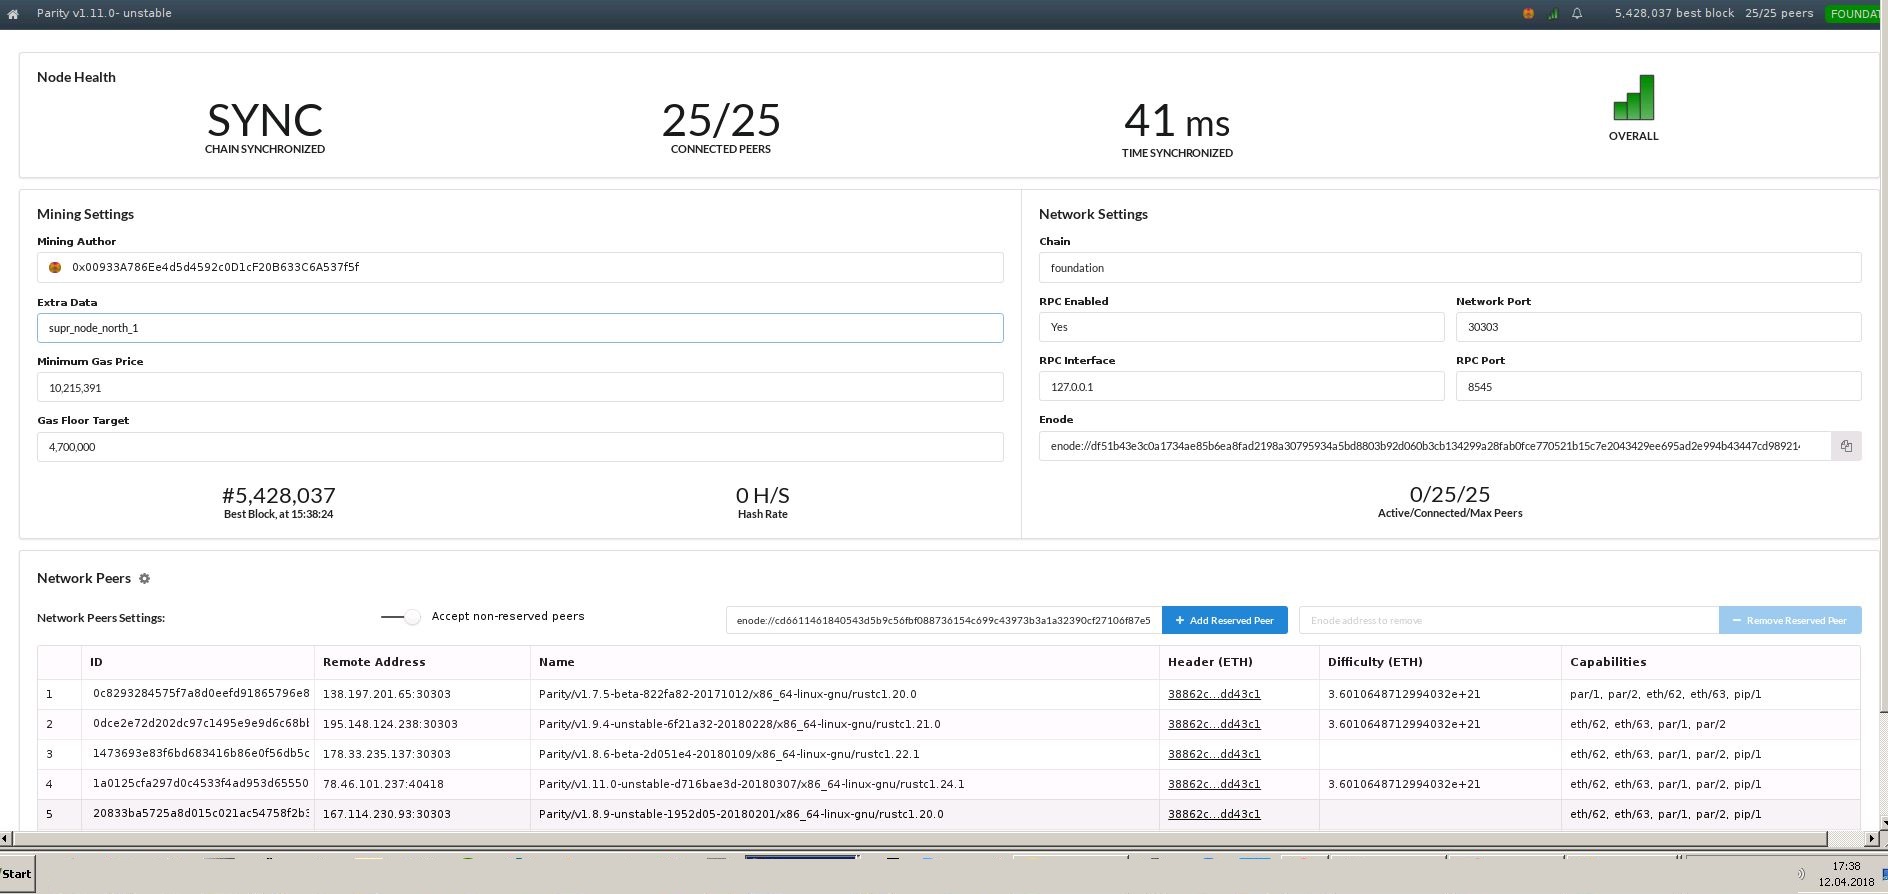 Parity v1.11.0- unstable 5,428,037 best block 25/25 peers FOUNDAT
Node Health
SYNC 25/25 41 ms
CHAIN SYNCHRONIZED CONNECTED PEERS TIME SYNCHRONIZED OVERALL
Mining Settings
Mining Author
0x00933A786Ee4d5d4592c0D1cF20B633C6A537f5f
Extra Data
supr_node_north_1
Minimum Gas Price
10,215,391
Gas Floor Target
4,700,000
#5,428,037 0 H/S
Best Block, at 15:38:24 Hash Rate
Network Settings
Chain
foundation
RPC Enabled Network Port
Yes 30303
RPC Interface RPC Port
127.0.0.1 8545
Enode
enode://df51b43e3c0a1734ae85b6ea8fad2198a30795934a5bd8803b92d060b3cb134299a28fab0fce770521b15c7e2043429ee695ad2e994b43447cd98921
0/25/25
Active/Connected/Max Peers
Network Peers
Network Peers Settings: Accept non-reserved peers enode://cd6611461840543d5b9c56fbf088736154c699c43973b3a1a32390cf27106f87e5 + Add Reserved Peer Enode address to remove − Remove Reserved Peer
ID Remote Address Name Header (ETH) Difficulty (ETH) Capabilities
1 0c8293284575f7a8d0eefd91865796e8 138.197.201.65:30303 Parity/v1.7.5-beta-822fa82-20171012/x86_64-linux-gnu/rustc1.20.0 38862c...dd43c1 3.6010648712994032e+21 par/1, par/2, eth/62, eth/63, pip/1
2 0dce2e72d202dc97c1495e9e9d6c68bb 195.148.124.238:30303 Parity/v1.9.4-unstable-6f21a32-20180228/x86_64-linux-gnu/rustc1.21.0 38862c...dd43c1 3.6010648712994032e+21 eth/62, eth/63, par/1, par/2
3 1473693e83f6bd683416b86e0f56db5c 178.33.235.137:30303 Parity/v1.8.6-beta-2d051e4-20180109/x86_64-linux-gnu/rustc1.22.1 38862c...dd43c1 eth/62, eth/63, par/1, par/2, pip/1
4 1a0125cfa297d0c4533f4ad953d65550 78.46.101.237:40418 Parity/v1.11.0-unstable-d716bae3d-20180307/x86_64-linux-gnu/rustc1.24.1 38862c...dd43c1 3.6010648712994032e+21 eth/62, eth/63, par/1, par/2, pip/1
5 20833ba5725a8d015c021ac54758f2b3 167.114.230.93:30303 Parity/v1.8.9-unstable-1952d05-20180201/x86_64-linux-gnu/rustc1.20.0 38862c...dd43c1 eth/62, eth/63, par/1, par/2, pip/1
Start 17:38
12.04.2018